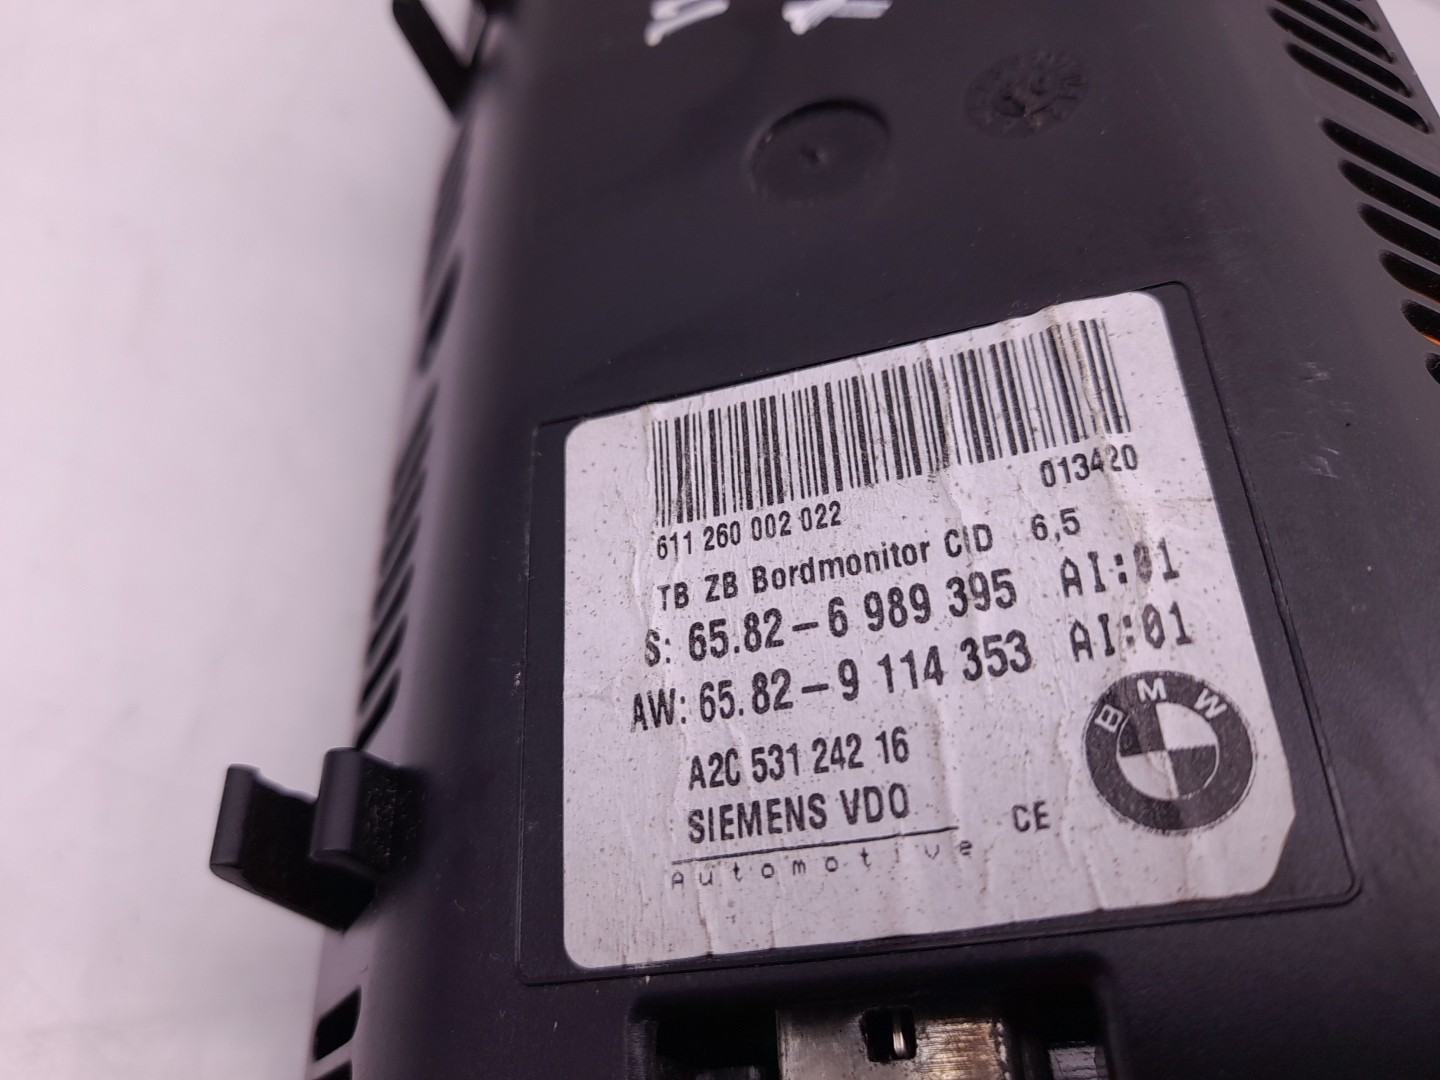 013420
611 260 002 022
TB ZB Bordmonitor CID 6,5
S: 65.82-6 989 395 AI:01
AW: 65.82-9 114 353 AI:01
A2C 531 242 16
SIEMENS VDO
Automotive
CE
BMW